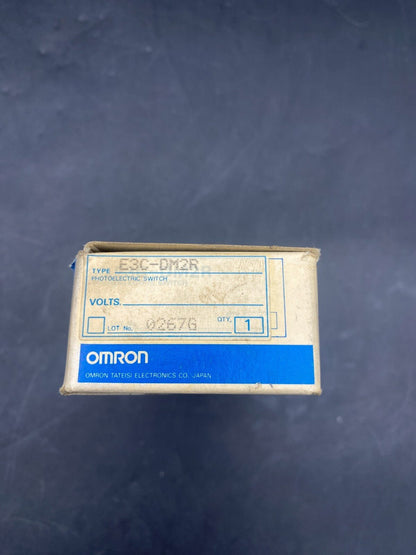 TYPE E3C-DM2R
PHOTOELECTRIC SWITCH
VOLTS.
LOT No. 0267G QTY. 1
OMRON
OMRON TATEISI ELECTRONICS CO. JAPAN